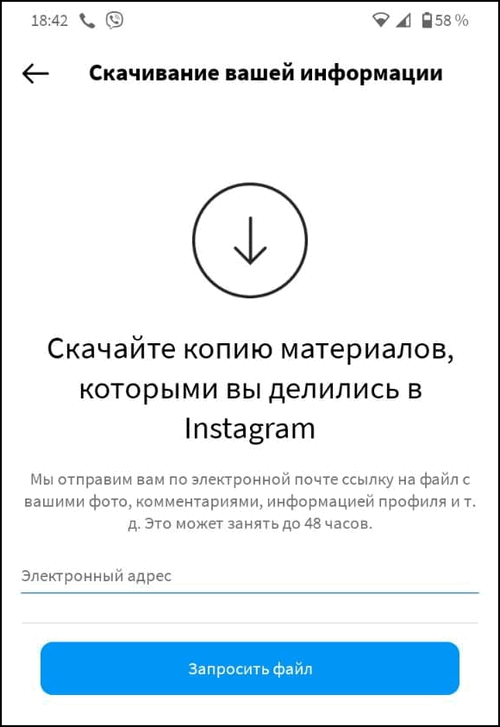 18:42 58 %
Скачивание вашей информации
Скачайте копию материалов,
которыми вы делились в
Instagram
Мы отправим вам по электронной почте ссылку на файл с
вашими фото, комментариями, информацией профиля и т.
д. Это может занять до 48 часов.
Электронный адрес
Запросить файл